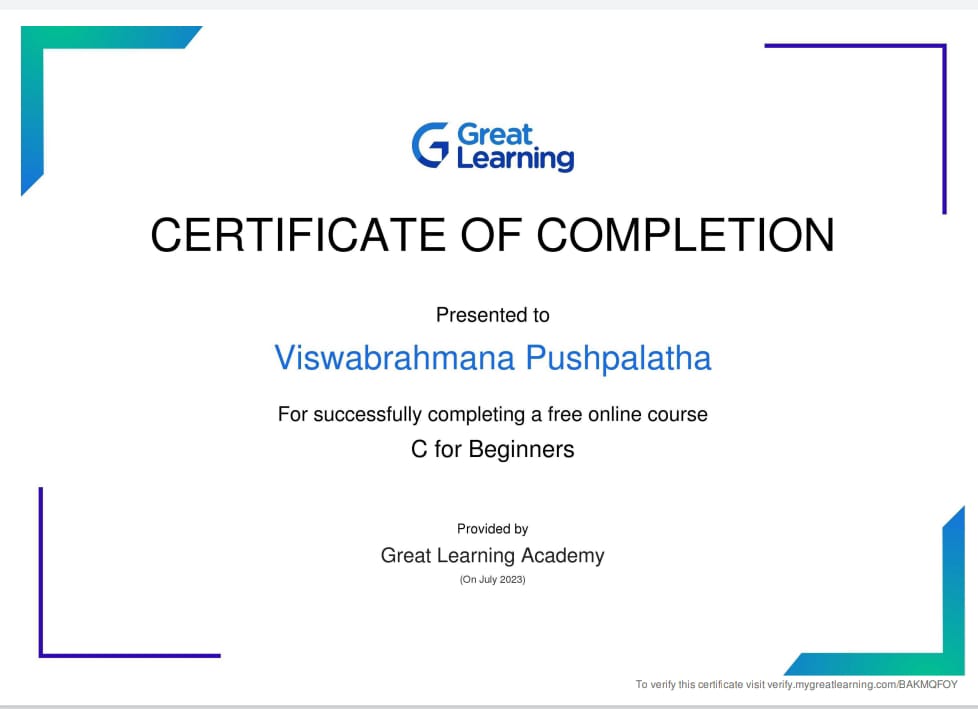 Great
Learning
CERTIFICATE OF COMPLETION
Presented to
Viswabrahmana Pushpalatha
For successfully completing a free online course
C for Beginners
Provided by
Great Learning Academy
(On July 2023)
To verify this certificate visit verify.mygreatlearning.com/BAKMQFOY